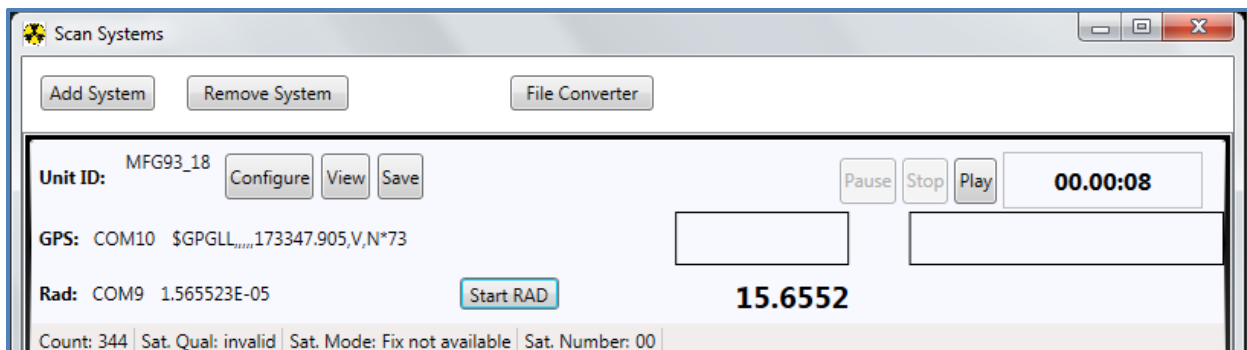 Scan Systems
Add System Remove System File Converter
Unit ID: MFG93_18 Configure View Save Pause Stop Play 00.00:08
GPS: COM10 $GPGLL,,,,,173347.905,V,N*73
Rad: COM9 1.565523E-05 Start RAD 15.6552
Count: 344 Sat. Qual: invalid Sat. Mode: Fix not available Sat. Number: 00